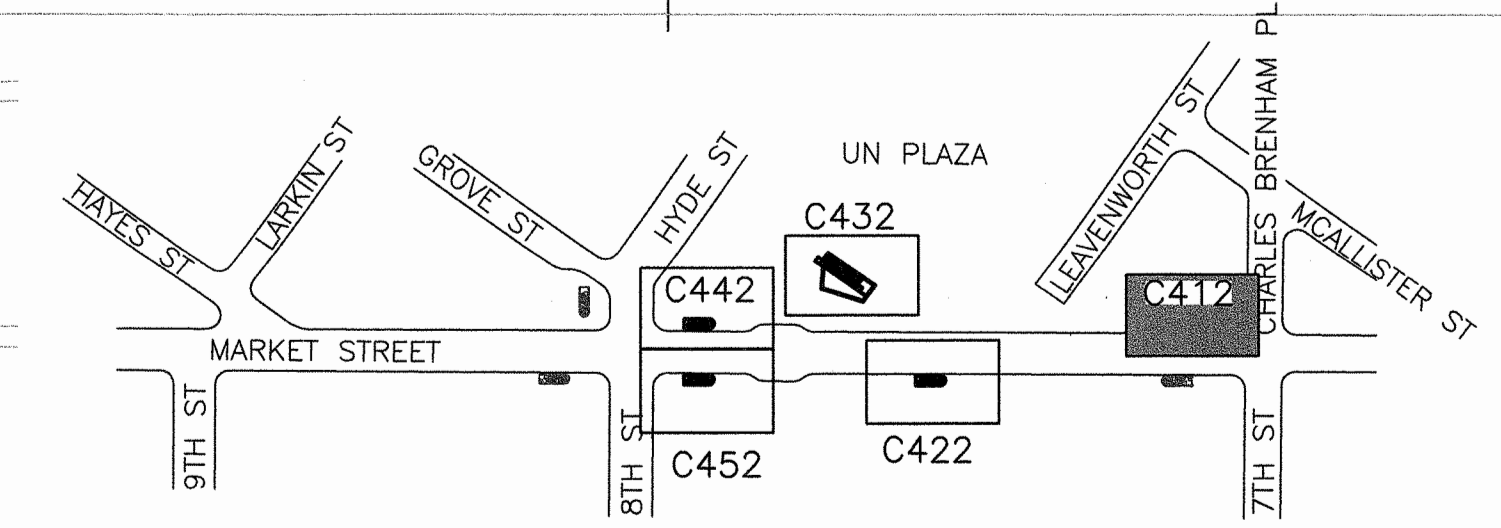 CHARLES BRENHAM PL
LEAVENWORTH ST
UN PLAZA
LARKIN ST
GROVE ST
HYDE ST
HAYES ST
C432
MCALLISTER ST
C442
C412
MARKET STREET
9TH ST
8TH ST
C452
C422
7TH ST